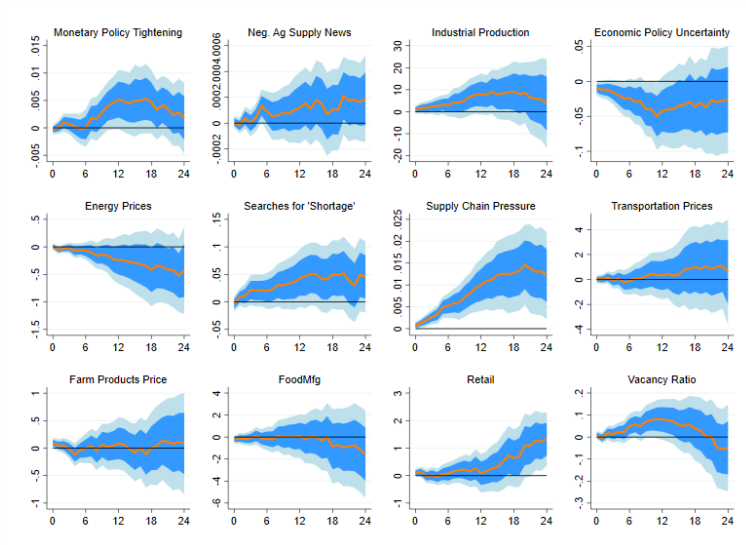 Monetary Policy Tightening Neg. Ag Supply News Industrial Production Economic Policy Uncertainty
-.005 0 .005 .01 .015
0 6 12 18 24
-.0002 0 .0002 .0004 .0006
0 6 12 18 24
-20 -10 0 10 20 30
0 6 12 18 24
-.1 -.05 0 .05
0 6 12 18 24
Energy Prices Searches for 'Shortage' Supply Chain Pressure Transportation Prices
-1.5 -1 -.5 0 .5
0 6 12 18 24
.05 0 .05 .1 .15
0 6 12 18 24
0 .005 .01 .015 .02 .025
0 6 12 18 24
-4 -2 0 2 4
0 6 12 18 24
Farm Products Price FoodMfg Retail Vacancy Ratio
-1 -.5 0 .5 1
0 6 12 18 24
-6 -4 -2 0 2 4
0 6 12 18 24
-1 0 1 2 3
0 6 12 18 24
-.3 -.2 -.1 0 .1 .2
0 6 12 18 24